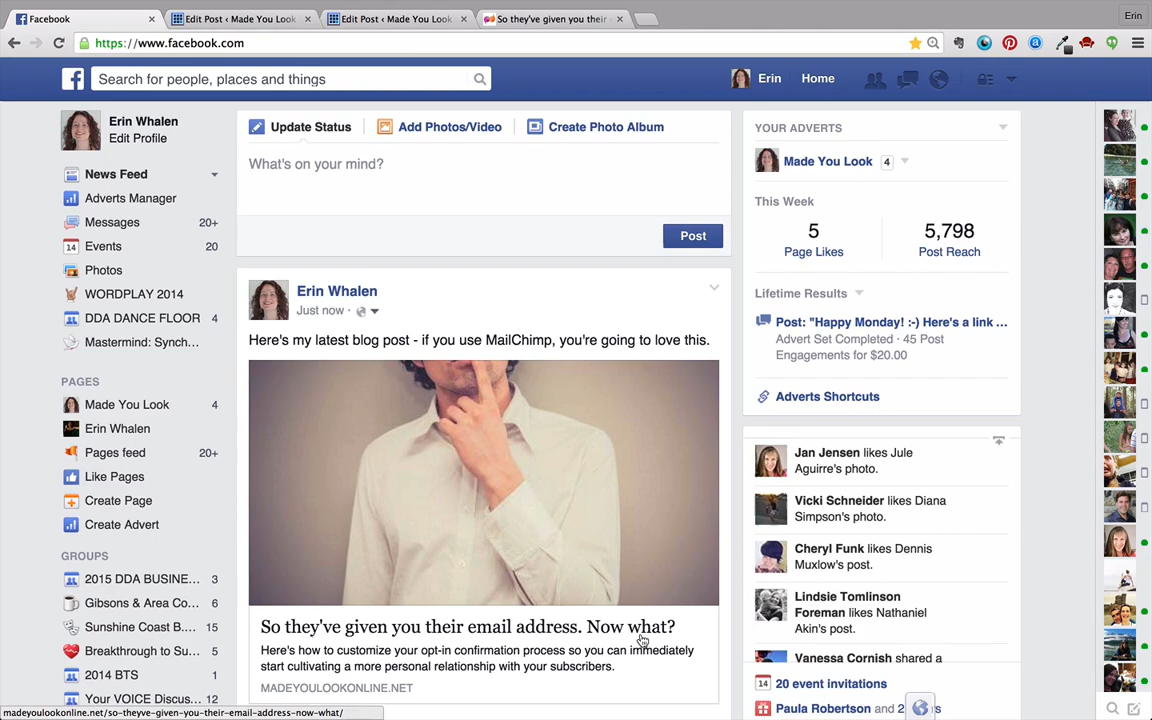 Facebook
Edit Post ‹ Made You Look
Edit Post ‹ Made You Look
So they've given you their
Erin
https://www.facebook.com
Search for people, places and things
Erin
Home
Erin Whalen
Edit Profile
News Feed
Adverts Manager
Messages 20+
Events 20
Photos
WORDPLAY 2014
DDA DANCE FLOOR 4
Mastermind: Synch...
PAGES
Made You Look 4
Erin Whalen
Pages feed 20+
Like Pages
Create Page
Create Advert
GROUPS
2015 DDA BUSINE... 3
Gibsons & Area Co... 6
Sunshine Coast B... 15
Breakthrough to Su... 5
2014 BTS 1
Your VOICE Discus... 2
Update Status
Add Photos/Video
Create Photo Album
What's on your mind?
Post
Erin Whalen
Just now ·
Here's my latest blog post - if you use MailChimp, you're going to love this.
So they've given you their email address. Now what?
Here's how to customize your opt-in confirmation process so you can immediately
start cultivating a more personal relationship with your subscribers.
MADEYOULOOKONLINE.NET
YOUR ADVERTS
Made You Look 4
This Week
5
Page Likes
5,798
Post Reach
Lifetime Results
Post: "Happy Monday! :-) Here's a link ...
Advert Set Completed · 45 Post
Engagements for $20.00
Adverts Shortcuts
Jan Jensen likes Jule
Aguirre's photo.
Vicki Schneider likes Diana
Simpson's photo.
Cheryl Funk likes Dennis
Muxlow's post.
Lindsie Tomlinson
Foreman likes Nathaniel
Akin's post.
Vanessa Cornish shared a
20 event invitations
Paula Robertson and 2
madeyoulookonline.net/so-theyve-given-you-their-email-address-now-what/